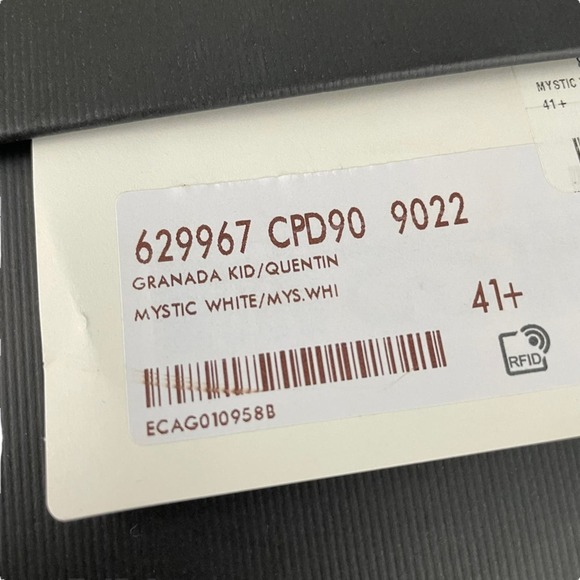 MYSTIC
41+
629967 CPD90 9022
GRANADA KID/QUENTIN
MYSTIC WHITE/MYS.WHI
41+
RFID
ECAG010958B